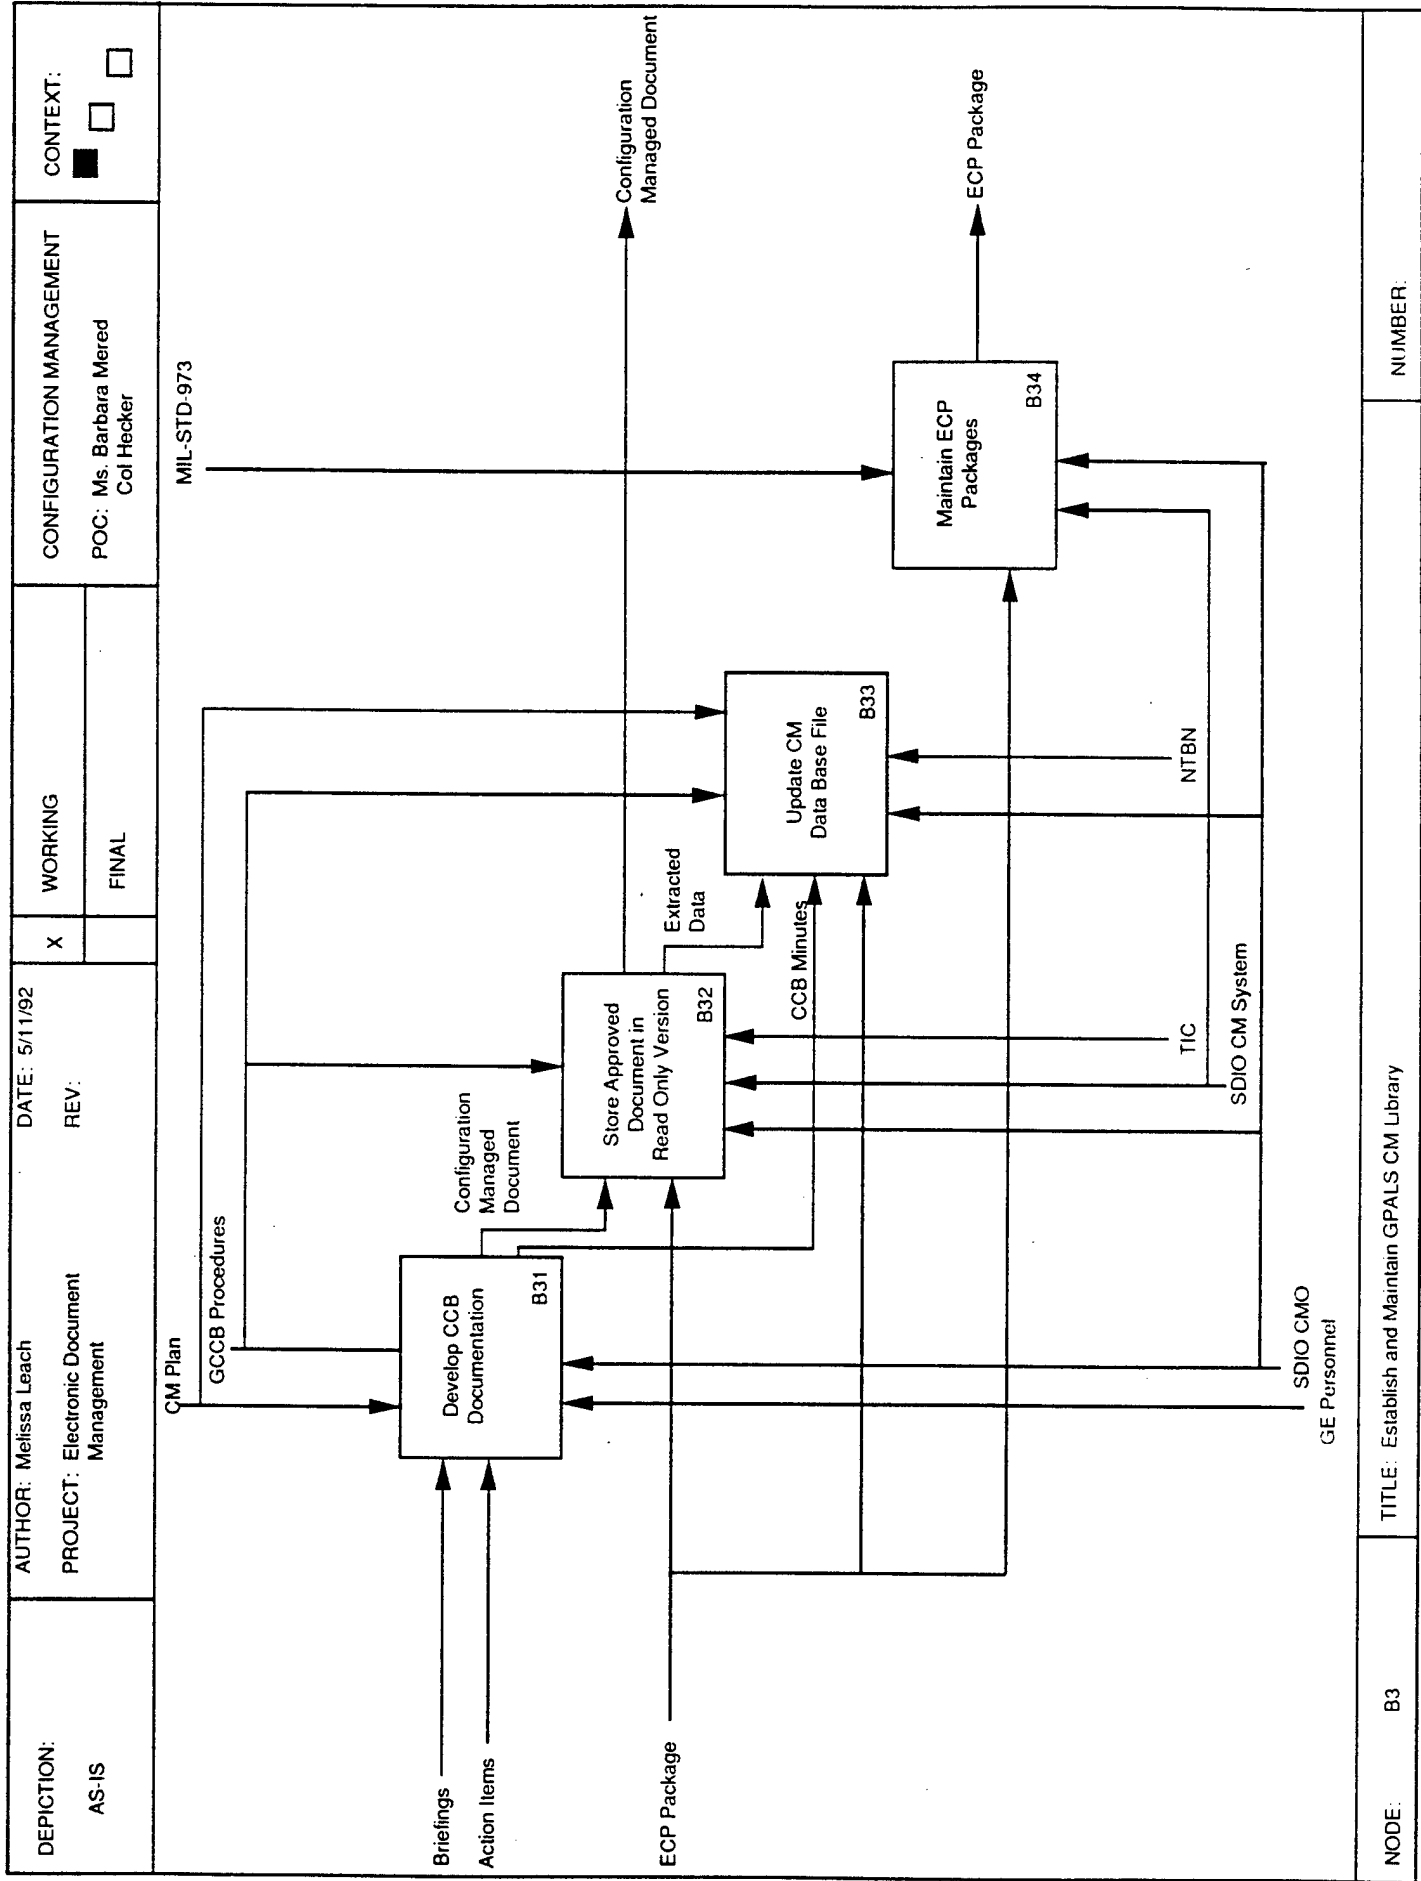 DEPICTION:
AS-IS
AUTHOR: Melissa Leach
DATE: 5/11/92
PROJECT: Electronic Document
Management
REV:
X
WORKING
FINAL
CONFIGURATION MANAGEMENT
POC: Ms. Barbara Mered
Col Hecker
CONTEXT:
CM Plan
GCCB Procedures
MIL-STD-973
Briefings
Action Items
ECP Package
Develop CCB
Documentation
B31
Configuration
Managed
Document
Store Approved
Document in
Read Only Version
B32
Extracted
Data
CCB Minutes
Update CM
Data Base File
B33
Maintain ECP
Packages
B34
Configuration
Managed Document
ECP Package
NTBN
TIC
SDIO CM System
SDIO CMO
GE Personnel
NODE:
B3
TITLE: Establish and Maintain GPALS CM Library
NUMBER: